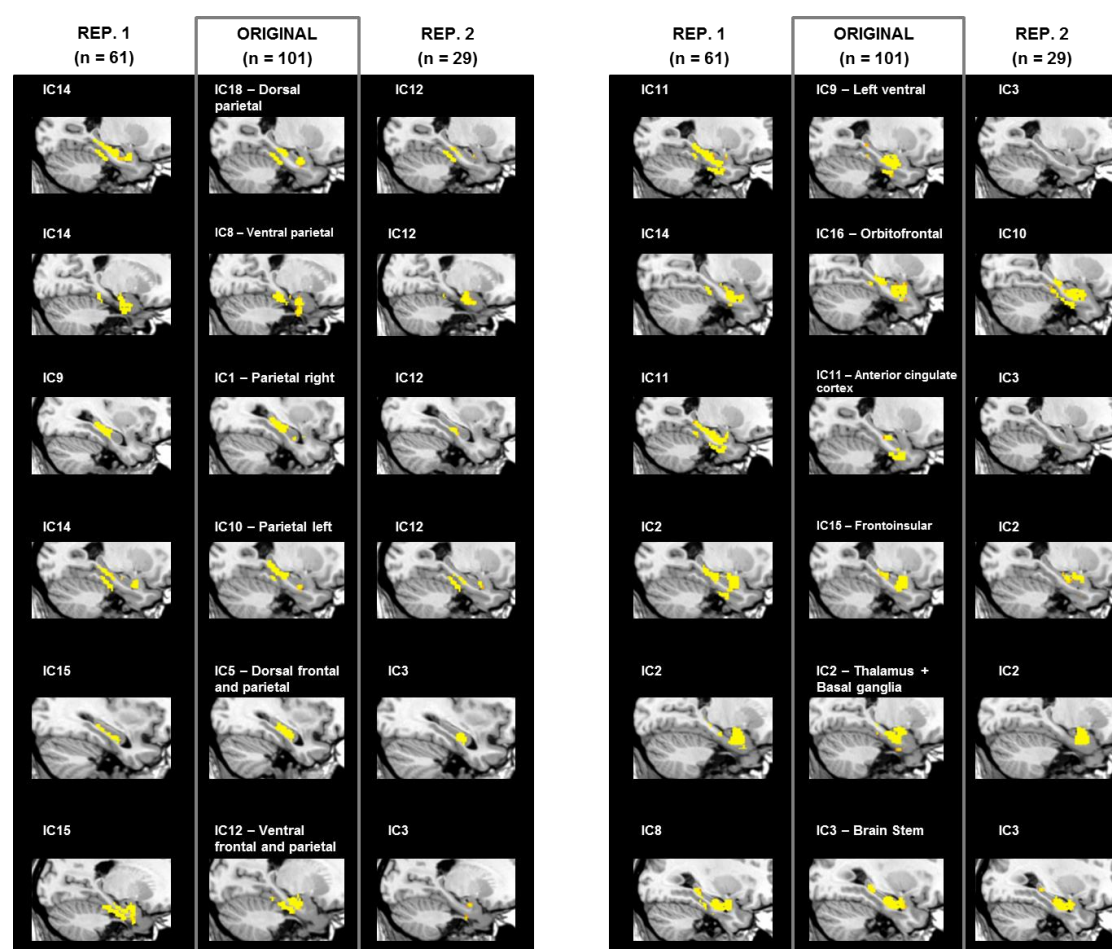 REP. 1
(n = 61)
ORIGINAL
(n = 101)
REP. 2
(n = 29)
IC14
IC18 – Dorsal
parietal
IC12
IC14
IC8 – Ventral parietal
IC12
IC9
IC1 – Parietal right
IC12
IC14
IC10 – Parietal left
IC12
IC15
IC5 – Dorsal frontal
and parietal
IC3
IC15
IC12 – Ventral
frontal and parietal
IC3
REP. 1
(n = 61)
ORIGINAL
(n = 101)
REP. 2
(n = 29)
IC11
IC9 – Left ventral
IC3
IC14
IC16 – Orbitofrontal
IC10
IC11
IC11 – Anterior cingulate
cortex
IC3
IC2
IC15 – Frontoinsular
IC2
IC2
IC2 – Thalamus +
Basal ganglia
IC2
IC8
IC3 – Brain Stem
IC3